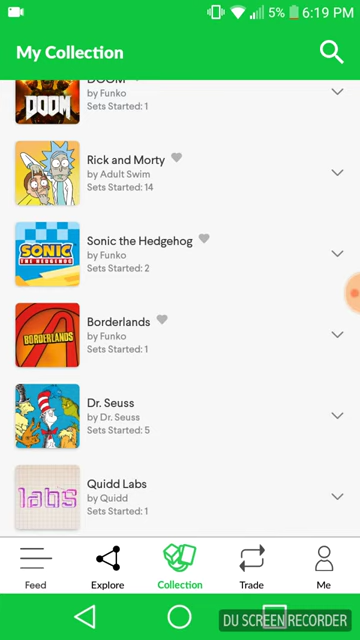 5% 6:19 PM
My Collection
DOOM
by Funko
Sets Started: 1
DOOM
Rick and Morty
by Adult Swim
Sets Started: 14
Sonic the Hedgehog
by Funko
Sets Started: 2
SONIC
THE HEDGEHOG
Borderlands
by Funko
Sets Started: 1
BORDERLANDS
Dr. Seuss
by Dr. Seuss
Sets Started: 5
Quidd Labs
by Quidd
Sets Started: 1
labs
Feed
Explore
Collection
Trade
Me
DU SCREEN RECORDER